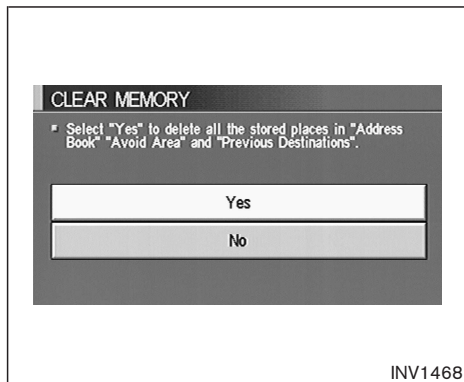 CLEAR MEMORY
Select "Yes" to delete all the stored places in "Address
Book" "Avoid Area" and "Previous Destinations".
Yes
No
INV1468